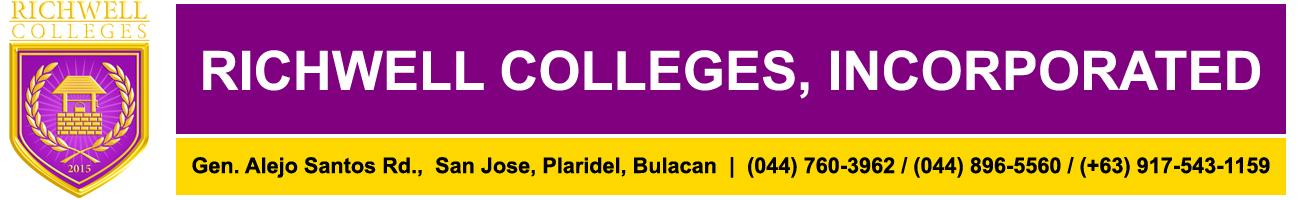 RICHWELL
COLLEGES
2015
RICHWELL COLLEGES, INCORPORATED
Gen. Alejo Santos Rd.,  San Jose, Plaridel, Bulacan  |  (044) 760-3962 / (044) 896-5560 / (+63) 917-543-1159